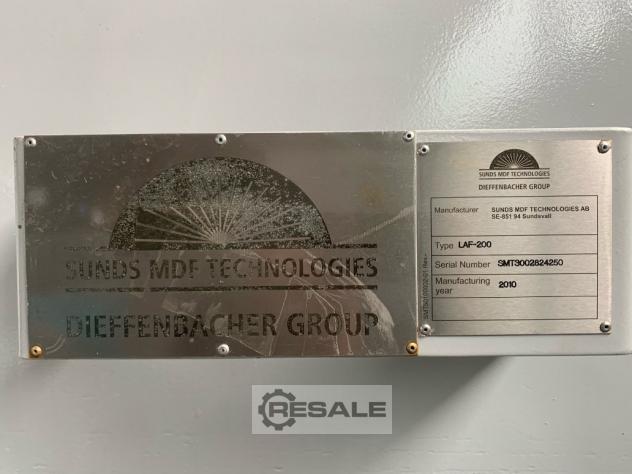 SUNDS MDF TECHNOLOGIES
DIEFFENBACHER GROUP
SUNDS MDF TECHNOLOGIES
DIEFFENBACHER GROUP
Manufacturer SUNDS MDF TECHNOLOGIES AB
SE-851 94 Sundsvall
Type LAF-200
Serial Number SMT3002824250
Manufacturing
year 2010
RESALE